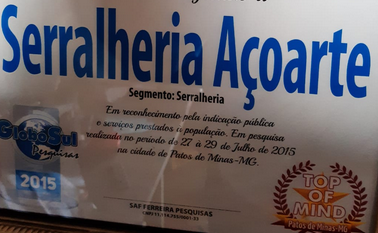 Serralheria Açoarte
Segmento: Serralheria
Em reconhecimento pela indicação pública
e serviços prestados a população. Em pesquisa
realizada no período de 27 à 29 de Julho de 2015
na cidade de Patos de Minas-MG.
GloboSul
Pesquisas
2015
TOP
OF
MIND
Patos de Minas-MG
SAF FERREIRA PESQUISAS